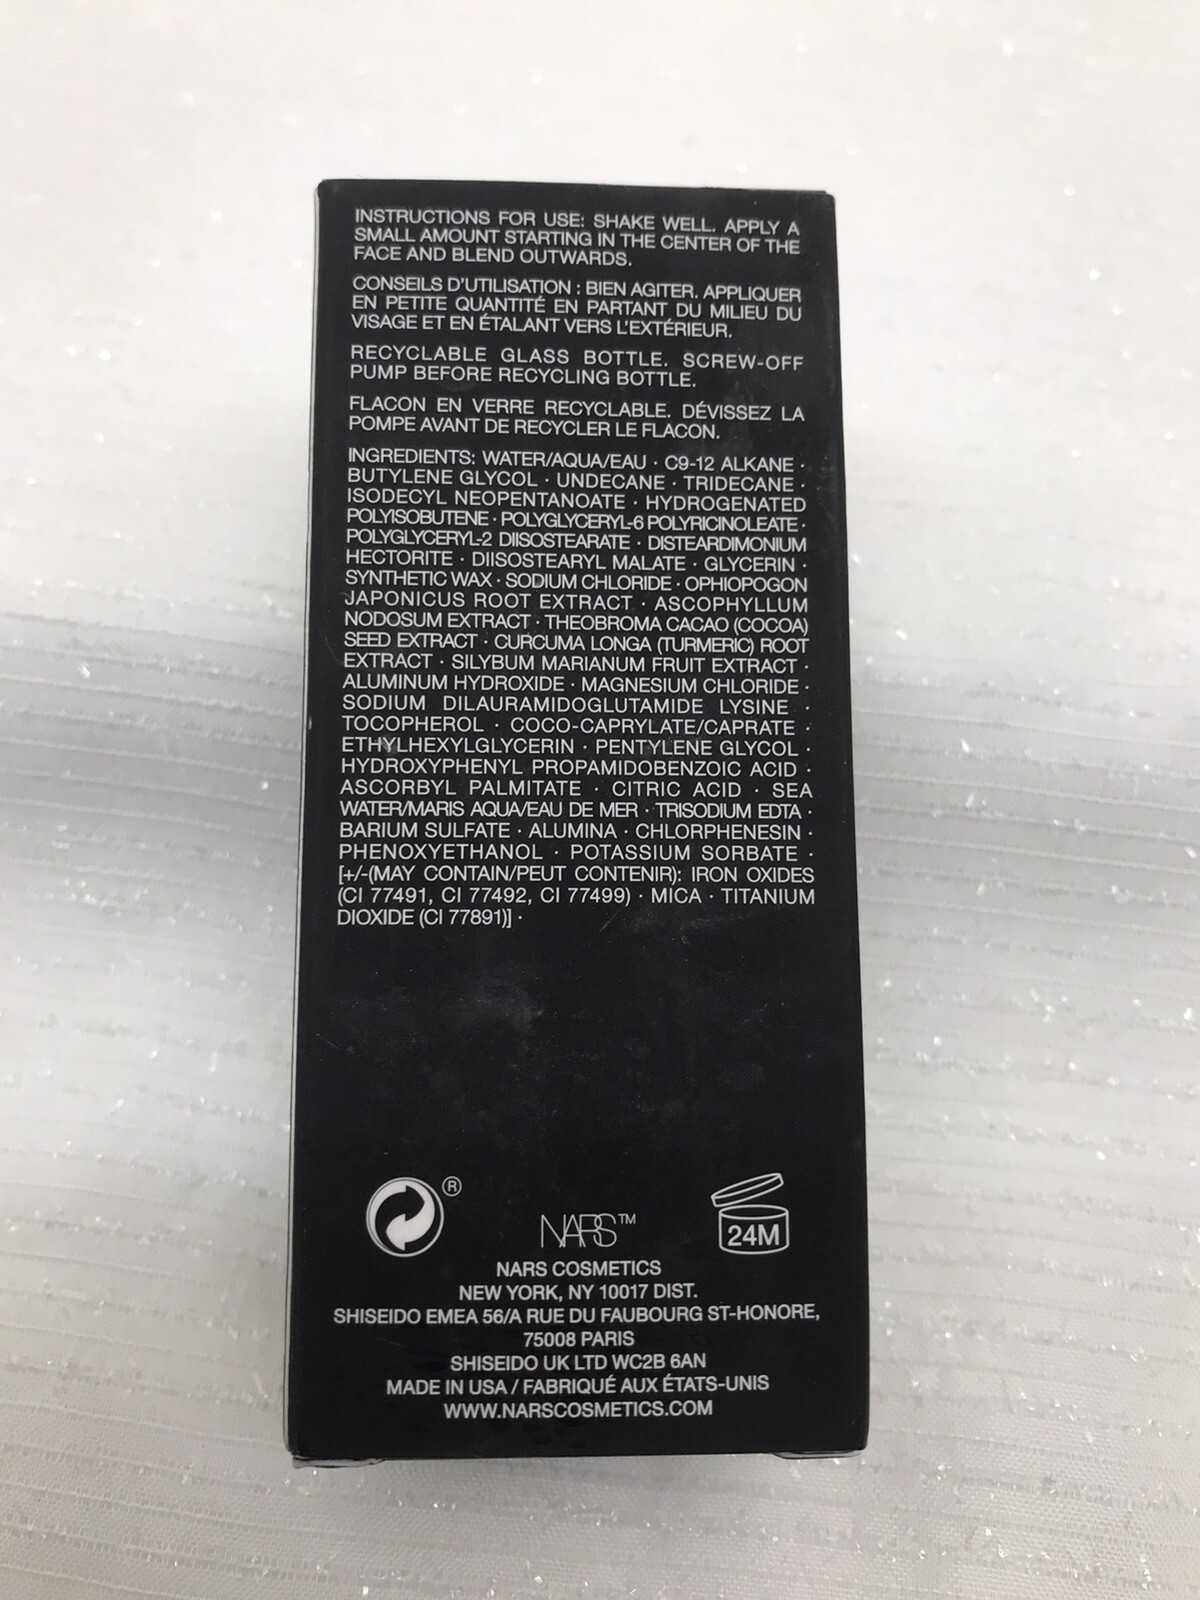 INSTRUCTIONS FOR USE: SHAKE WELL. APPLY A
SMALL AMOUNT STARTING IN THE CENTER OF THE
FACE AND BLEND OUTWARDS.
CONSEILS D'UTILISATION : BIEN AGITER. APPLIQUER
EN PETITE QUANTITÉ EN PARTANT DU MILIEU DU
VISAGE ET EN ÉTALANT VERS L'EXTÉRIEUR.
RECYCLABLE GLASS BOTTLE. SCREW-OFF
PUMP BEFORE RECYCLING BOTTLE.
FLACON EN VERRE RECYCLABLE. DÉVISSEZ LA
POMPE AVANT DE RECYCLER LE FLACON.
INGREDIENTS: WATER/AQUA/EAU · C9-12 ALKANE ·
BUTYLENE GLYCOL · UNDECANE · TRIDECANE ·
ISODECYL NEOPENTANOATE · HYDROGENATED
POLYISOBUTENE · POLYGLYCERYL-6 POLYRICINOLEATE ·
POLYGLYCERYL-2 DIISOSTEARATE · DISTEARDIMONIUM
HECTORITE · DIISOSTEARYL MALATE · GLYCERIN ·
SYNTHETIC WAX · SODIUM CHLORIDE · OPHIOPOGON
JAPONICUS ROOT EXTRACT · ASCOPHYLLUM
NODOSUM EXTRACT · THEOBROMA CACAO (COCOA)
SEED EXTRACT · CURCUMA LONGA (TURMERIC) ROOT
EXTRACT · SILYBUM MARIANUM FRUIT EXTRACT ·
ALUMINUM HYDROXIDE · MAGNESIUM CHLORIDE ·
SODIUM DILAURAMIDOGLUTAMIDE LYSINE ·
TOCOPHEROL · COCO-CAPRYLATE/CAPRATE ·
ETHYLHEXYLGLYCERIN · PENTYLENE GLYCOL ·
HYDROXYPHENYL PROPAMIDOBENZOIC ACID ·
ASCORBYL PALMITATE · CITRIC ACID · SEA
WATER/MARIS AQUA/EAU DE MER · TRISODIUM EDTA ·
BARIUM SULFATE · ALUMINA · CHLORPHENESIN ·
PHENOXYETHANOL · POTASSIUM SORBATE ·
[+/-(MAY CONTAIN/PEUT CONTENIR): IRON OXIDES
(CI 77491, CI 77492, CI 77499) · MICA · TITANIUM
DIOXIDE (CI 77891)] ·
®
NARS™
24M
NARS COSMETICS
NEW YORK, NY 10017 DIST.
SHISEIDO EMEA 56/A RUE DU FAUBOURG ST-HONORE,
75008 PARIS
SHISEIDO UK LTD WC2B 6AN
MADE IN USA / FABRIQUÉ AUX ÉTATS-UNIS
WWW.NARSCOSMETICS.COM